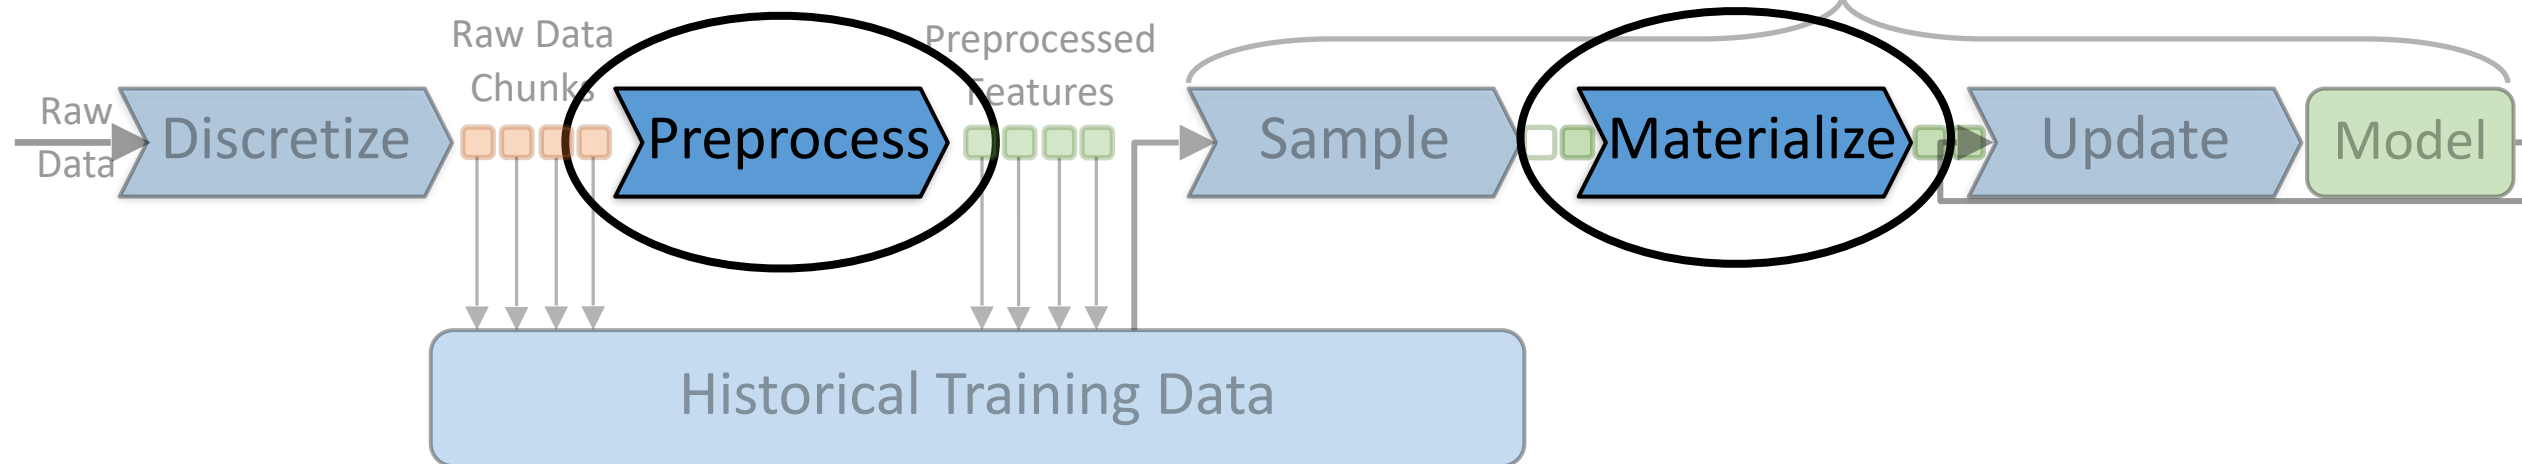 Raw
Data
Discretize
Raw Data
Chunks
Preprocess
Preprocessed
Features
Sample
Materialize
Update
Model
Historical Training Data